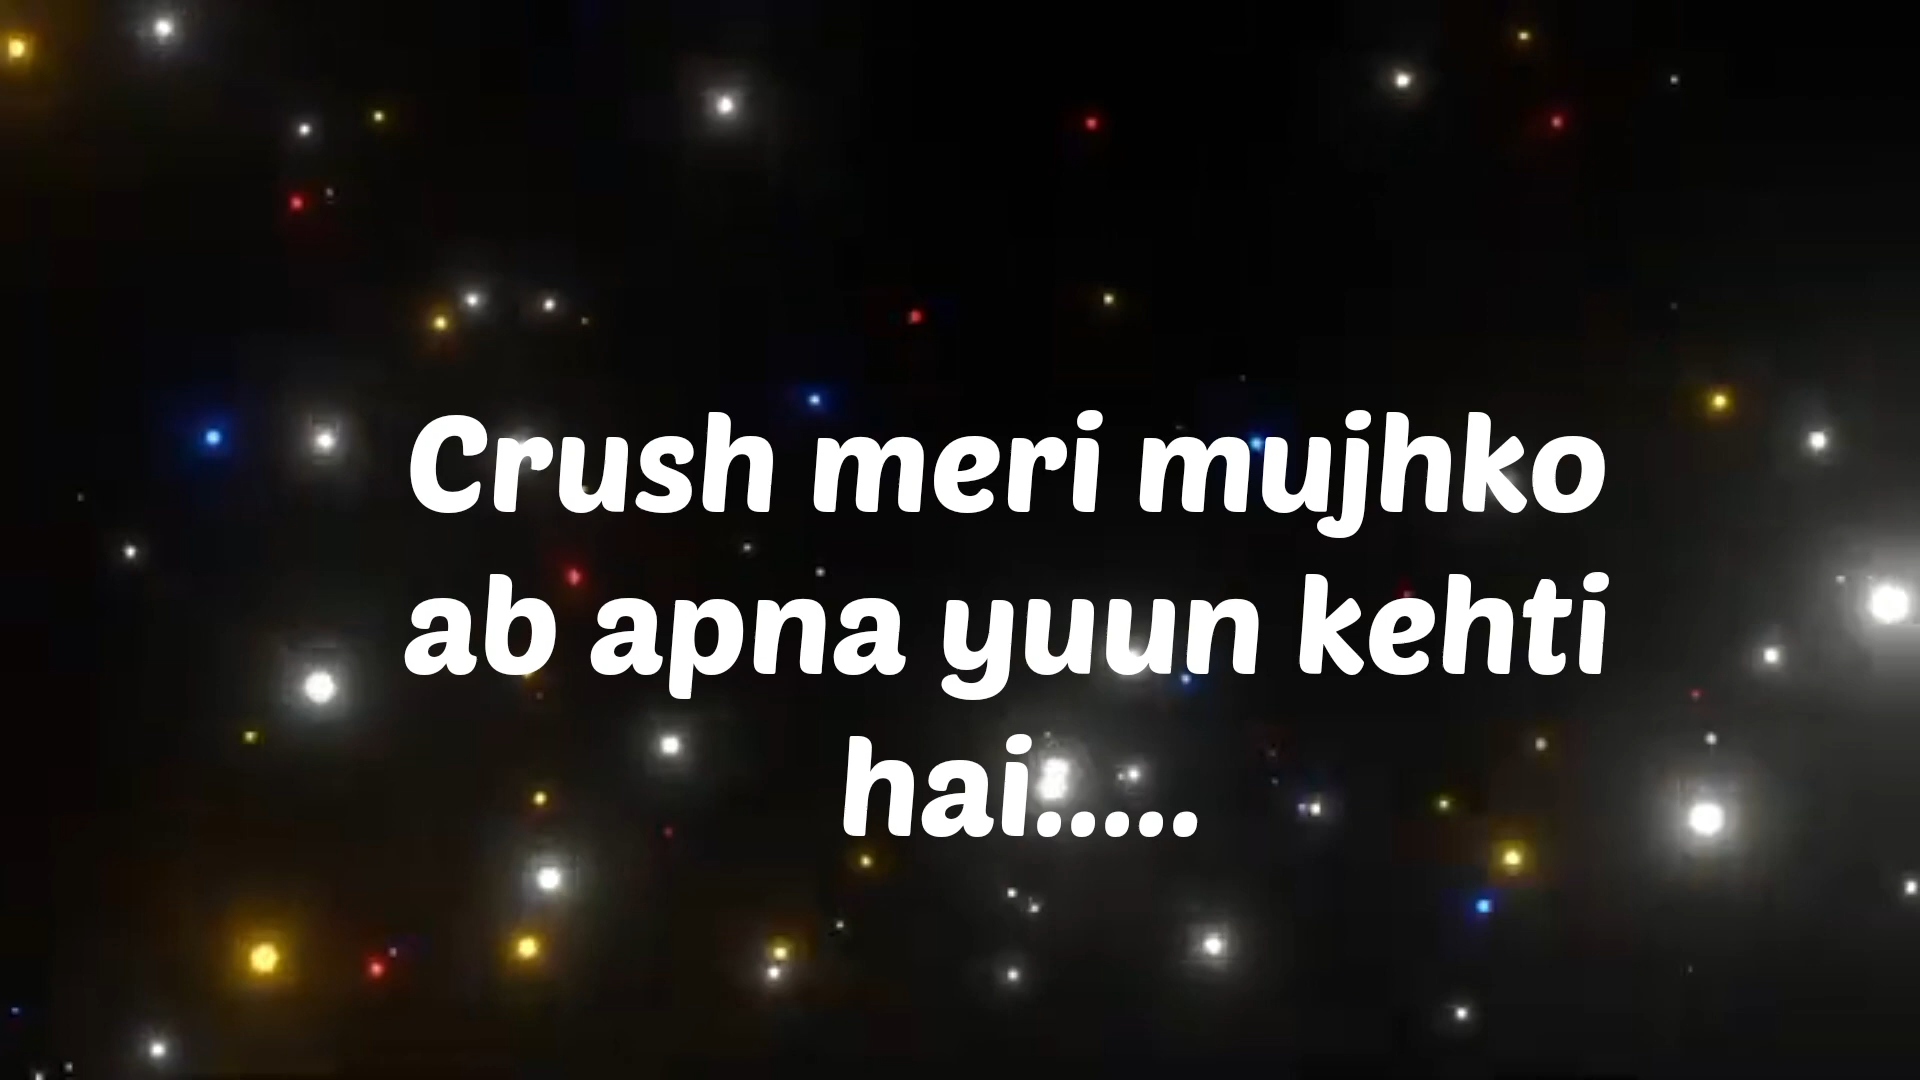 Crush meri mujhko
ab apna yuun kehti
hai.....